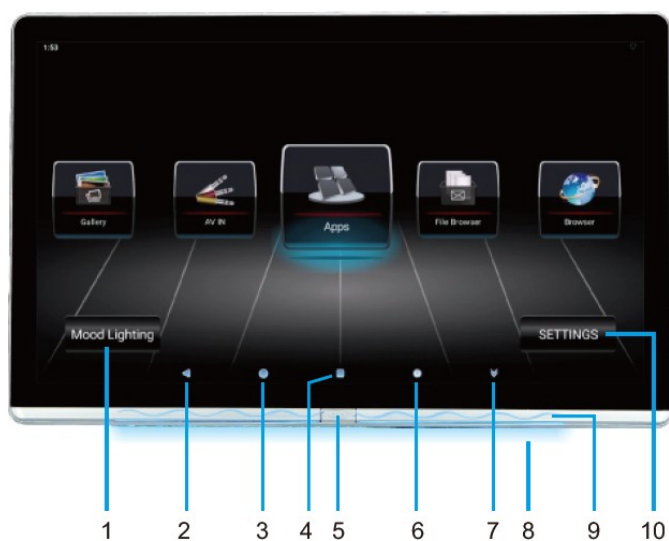 1:53
Gallery
AV IN
Apps
File Browser
Browser
Mood Lighting
SETTINGS
1 2 3 4 5 6 7 8 9 10